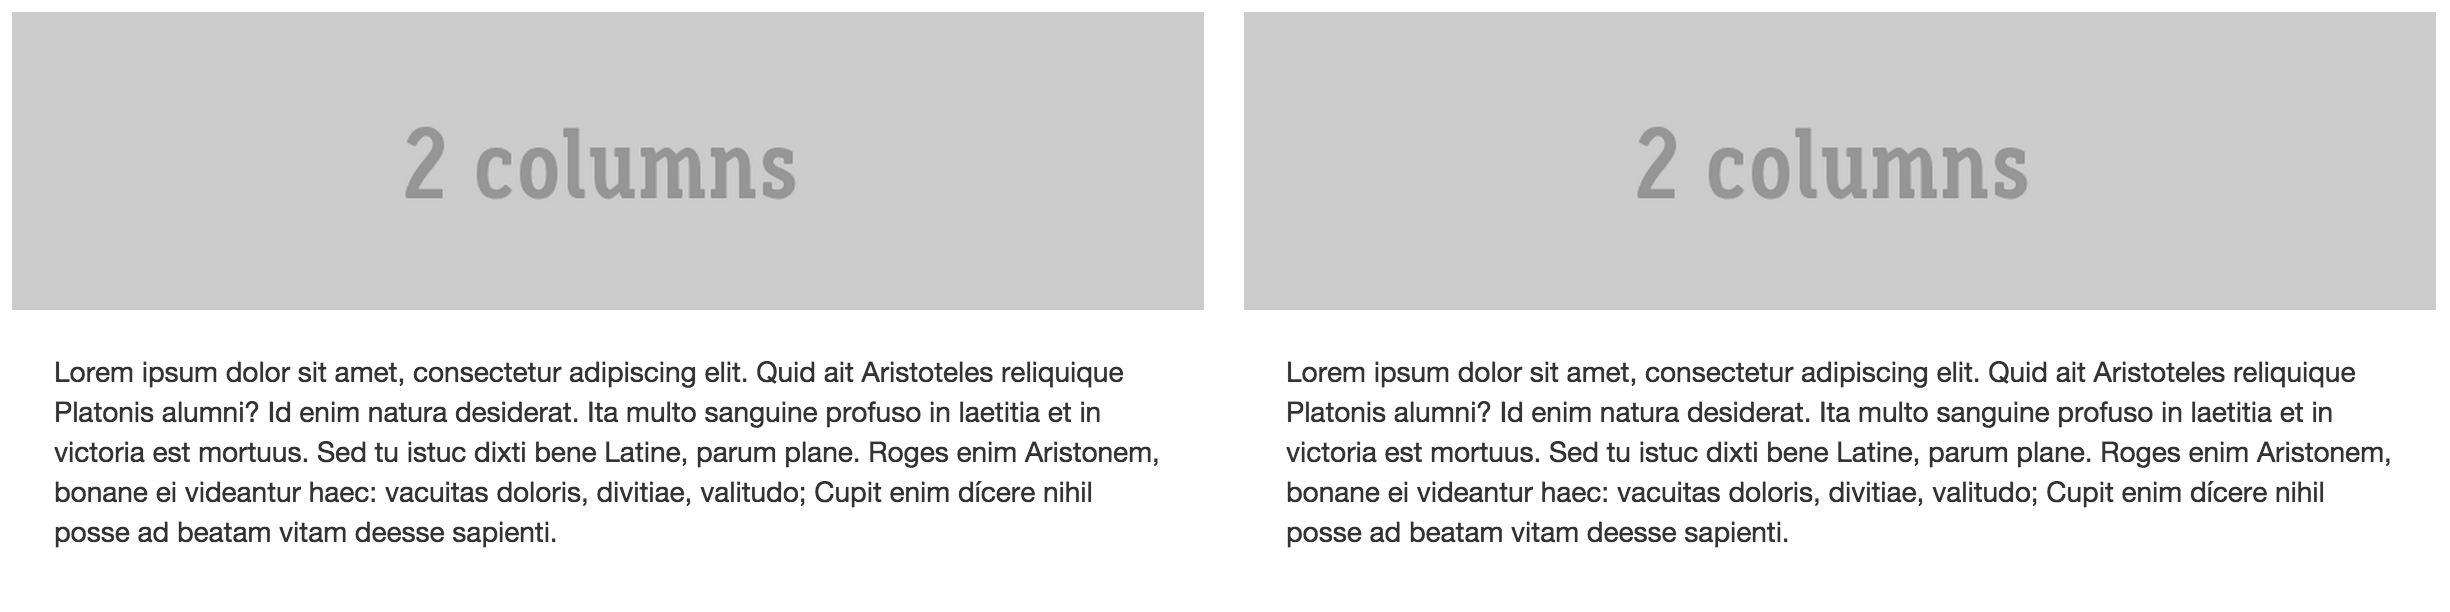 2 columns
Lorem ipsum dolor sit amet, consectetur adipiscing elit. Quid ait Aristoteles reliquique
Platonis alumni? Id enim natura desiderat. Ita multo sanguine profuso in laetitia et in
victoria est mortuus. Sed tu istuc dixti bene Latine, parum plane. Roges enim Aristonem,
bonane ei videantur haec: vacuitas doloris, divitiae, valitudo; Cupit enim dícere nihil
posse ad beatam vitam deesse sapienti.
2 columns
Lorem ipsum dolor sit amet, consectetur adipiscing elit. Quid ait Aristoteles reliquique
Platonis alumni? Id enim natura desiderat. Ita multo sanguine profuso in laetitia et in
victoria est mortuus. Sed tu istuc dixti bene Latine, parum plane. Roges enim Aristonem,
bonane ei videantur haec: vacuitas doloris, divitiae, valitudo; Cupit enim dícere nihil
posse ad beatam vitam deesse sapienti.